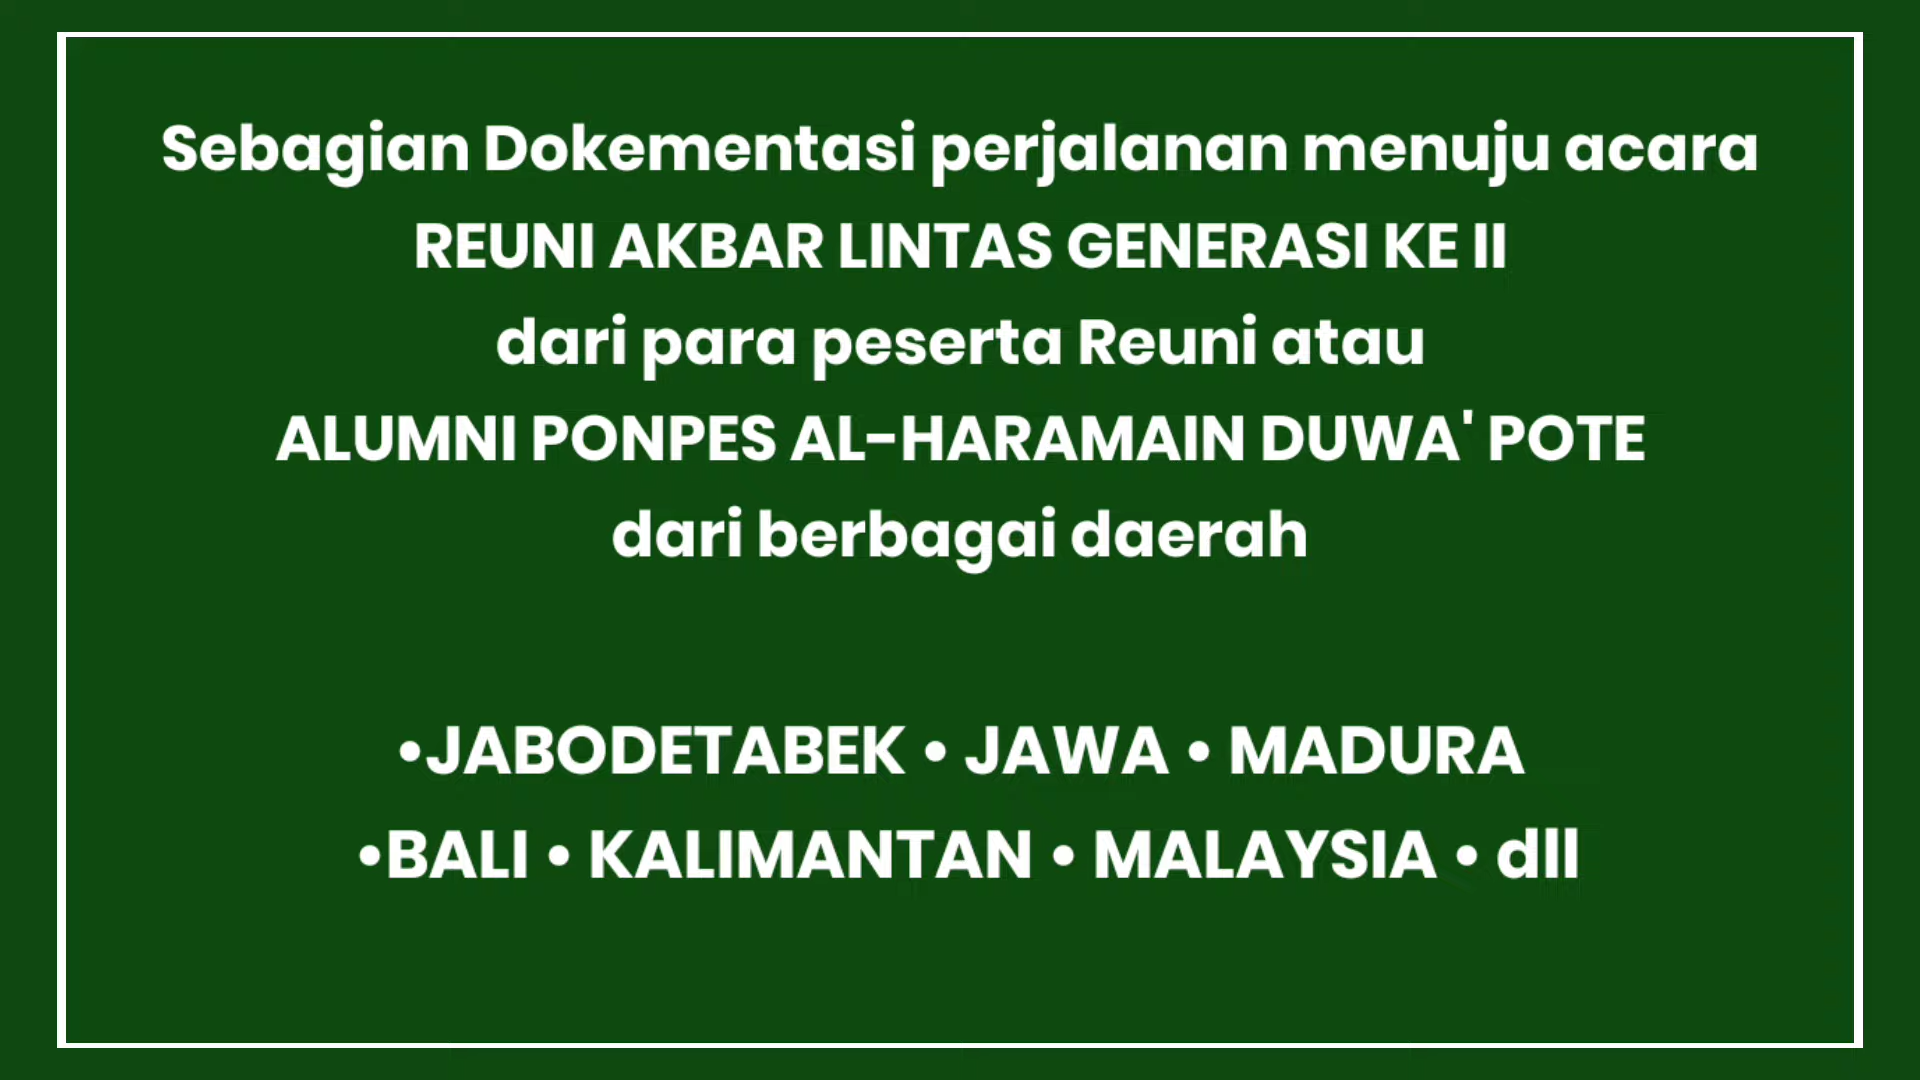 Sebagian Dokementasi perjalanan menuju acara
REUNI AKBAR LINTAS GENERASI KE II
dari para peserta Reuni atau
ALUMNI PONPES AL-HARAMAIN DUWA' POTE
dari berbagai daerah
•JABODETABEK • JAWA • MADURA
•BALI • KALIMANTAN • MALAYSIA • dll